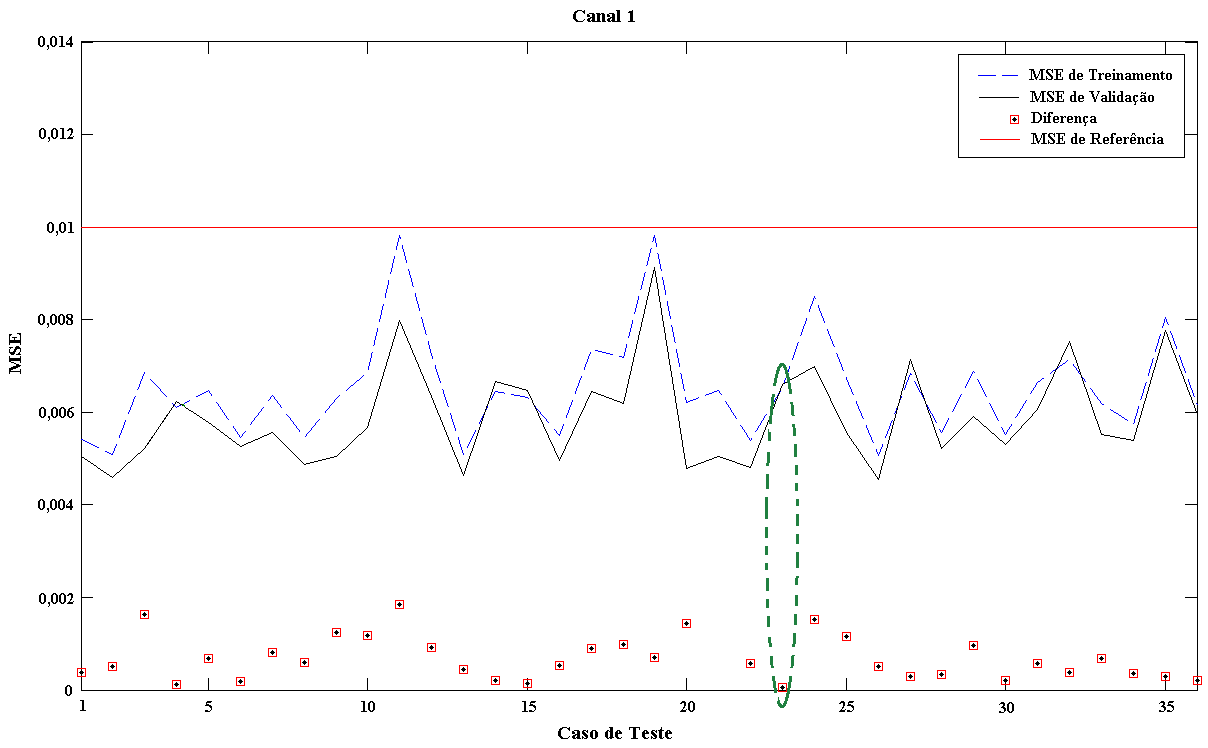 Canal 1
0,014
0,012
0,01
0,008
0,006
0,004
0,002
0
MSE
MSE de Treinamento
MSE de Validação
Diferença
MSE de Referência
1 5 10 15 20 25 30 35
Caso de Teste